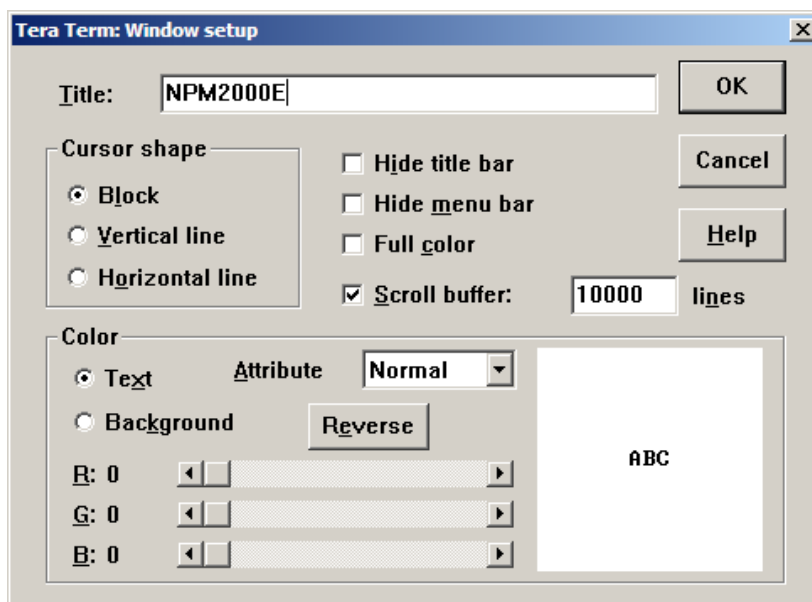 Tera Term: Window setup
Title: NPM2000E OK
Cursor shape
Block
Vertical line
Horizontal line
Hide title bar
Hide menu bar
Full color
Scroll buffer: 10000 lines
Cancel
Help
Color
Text Attribute Normal
Background Reverse
R: 0
G: 0
B: 0
ABC